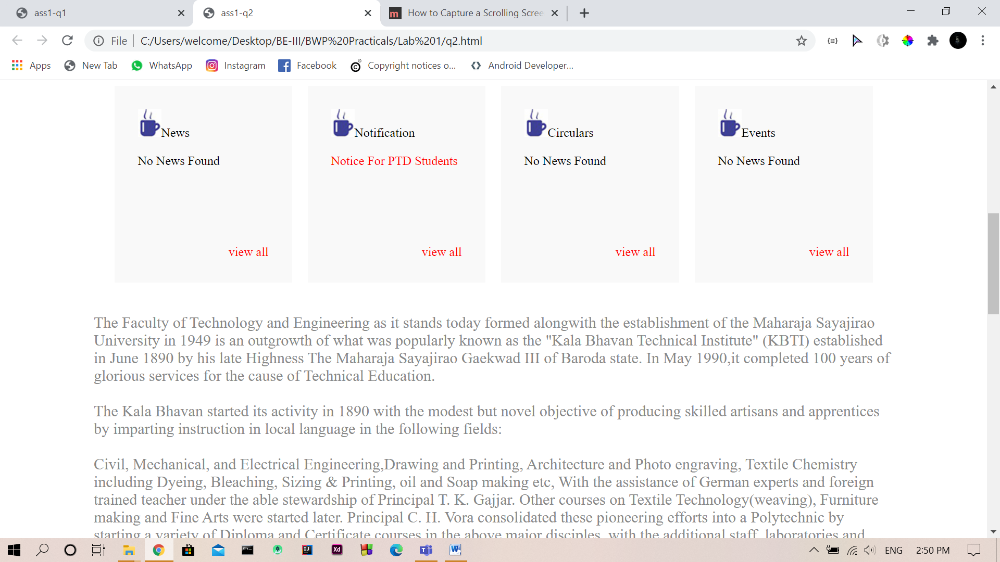 ass1-q1
ass1-q2
m How to Capture a Scrolling Scree
File C:/Users/welcome/Desktop/BE-III/BWP%20Practicals/Lab%201/q2.html
Apps New Tab WhatsApp Instagram Facebook Copyright notices o... Android Developer...
News
No News Found
view all
Notification
Notice For PTD Students
view all
Circulars
No News Found
view all
Events
No News Found
view all
The Faculty of Technology and Engineering as it stands today formed alongwith the establishment of the Maharaja Sayajirao
University in 1949 is an outgrowth of what was popularly known as the "Kala Bhavan Technical Institute" (KBTI) established
in June 1890 by his late Highness The Maharaja Sayajirao Gaekwad III of Baroda state. In May 1990,it completed 100 years of
glorious services for the cause of Technical Education.
The Kala Bhavan started its activity in 1890 with the modest but novel objective of producing skilled artisans and apprentices
by imparting instruction in local language in the following fields:
Civil, Mechanical, and Electrical Engineering,Drawing and Printing, Architecture and Photo engraving, Textile Chemistry
including Dyeing, Bleaching, Sizing & Printing, oil and Soap making etc, With the assistance of German experts and foreign
trained teacher under the able stewardship of Principal T. K. Gajjar. Other courses on Textile Technology(weaving), Furniture
making and Fine Arts were started later. Principal C. H. Vora consolidated these pioneering efforts into a Polytechnic by
starting a variety of Diploma and Certificate courses in the above major disciples, with the additional staff, laboratories and
ENG 2:50 PM